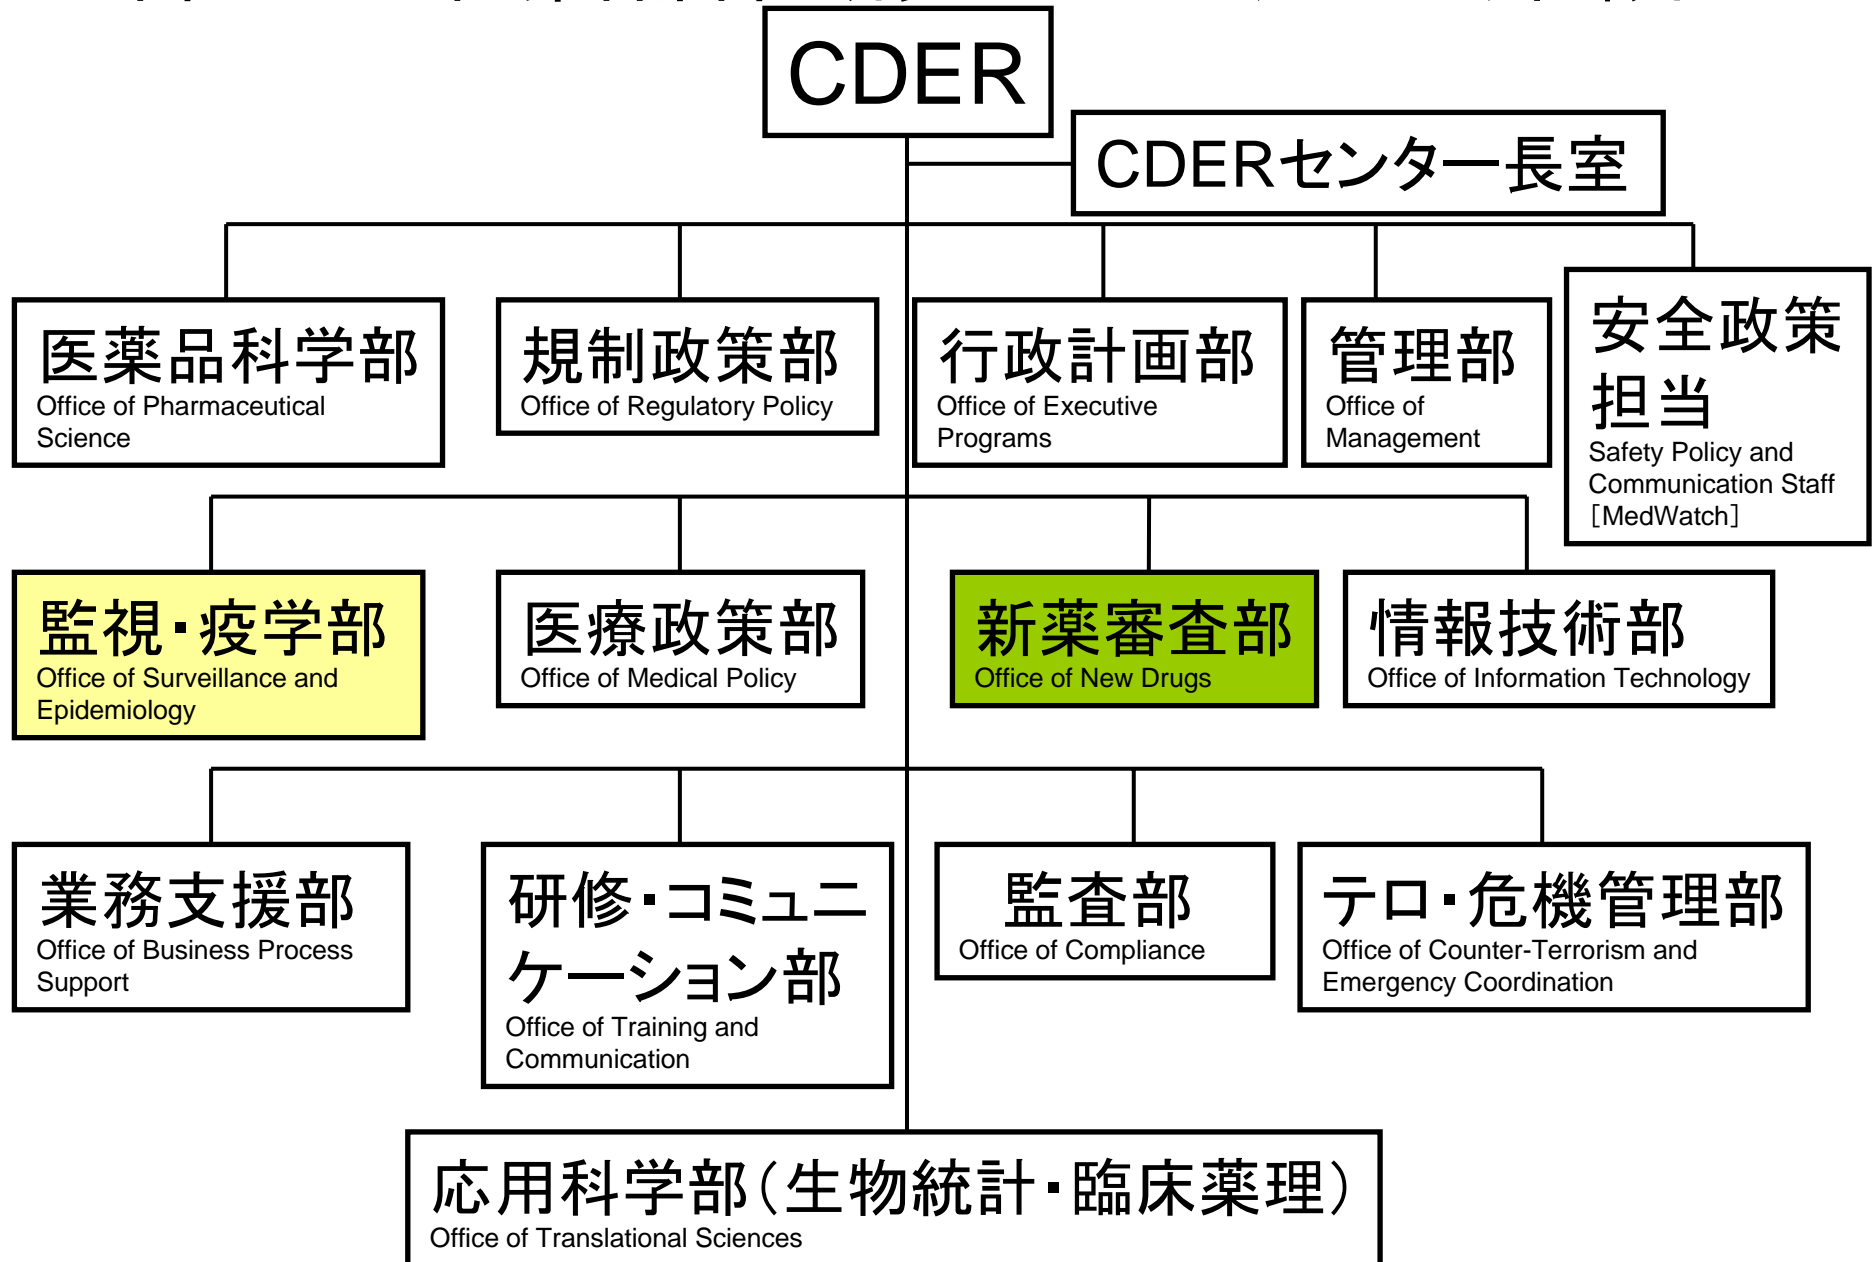 CDER
CDERセンター長室
医薬品科学部
Office of Pharmaceutical
Science
規制政策部
Office of Regulatory Policy
行政計画部
Office of Executive
Programs
管理部
Office of
Management
安全政策
担当
Safety Policy and
Communication Staff
［MedWatch］
監視・疫学部
Office of Surveillance and
Epidemiology
医療政策部
Office of Medical Policy
新薬審査部
Office of New Drugs
情報技術部
Office of Information Technology
業務支援部
Office of Business Process
Support
研修・コミュニ
ケーション部
Office of Training and
Communication
監査部
Office of Compliance
テロ・危機管理部
Office of Counter-Terrorism and
Emergency Coordination
応用科学部（生物統計・臨床薬理）
Office of Translational Sciences